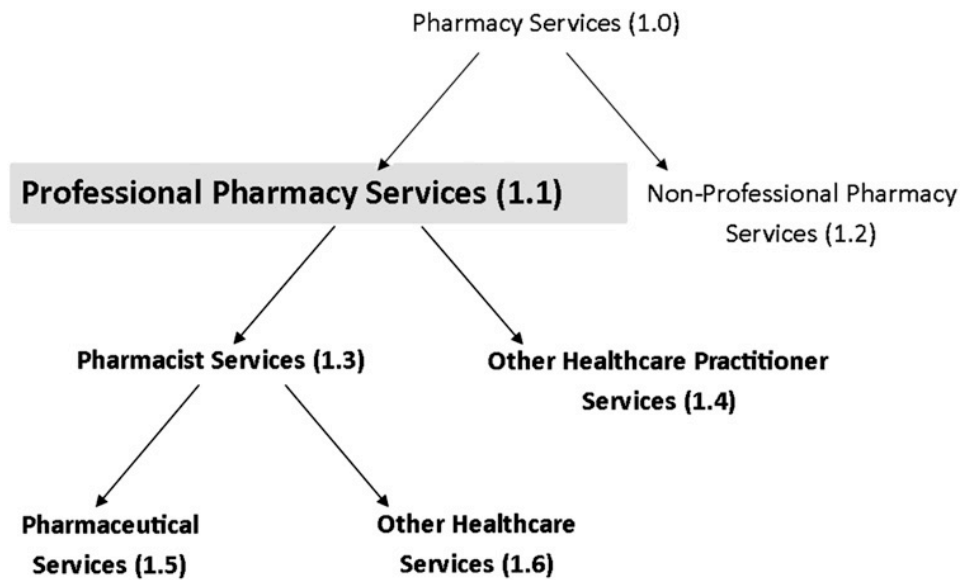 Pharmacy Services (1.0)
Professional Pharmacy Services (1.1)
Non-Professional Pharmacy
Services (1.2)
Pharmacist Services (1.3)
Other Healthcare Practitioner
Services (1.4)
Pharmaceutical
Services (1.5)
Other Healthcare
Services (1.6)